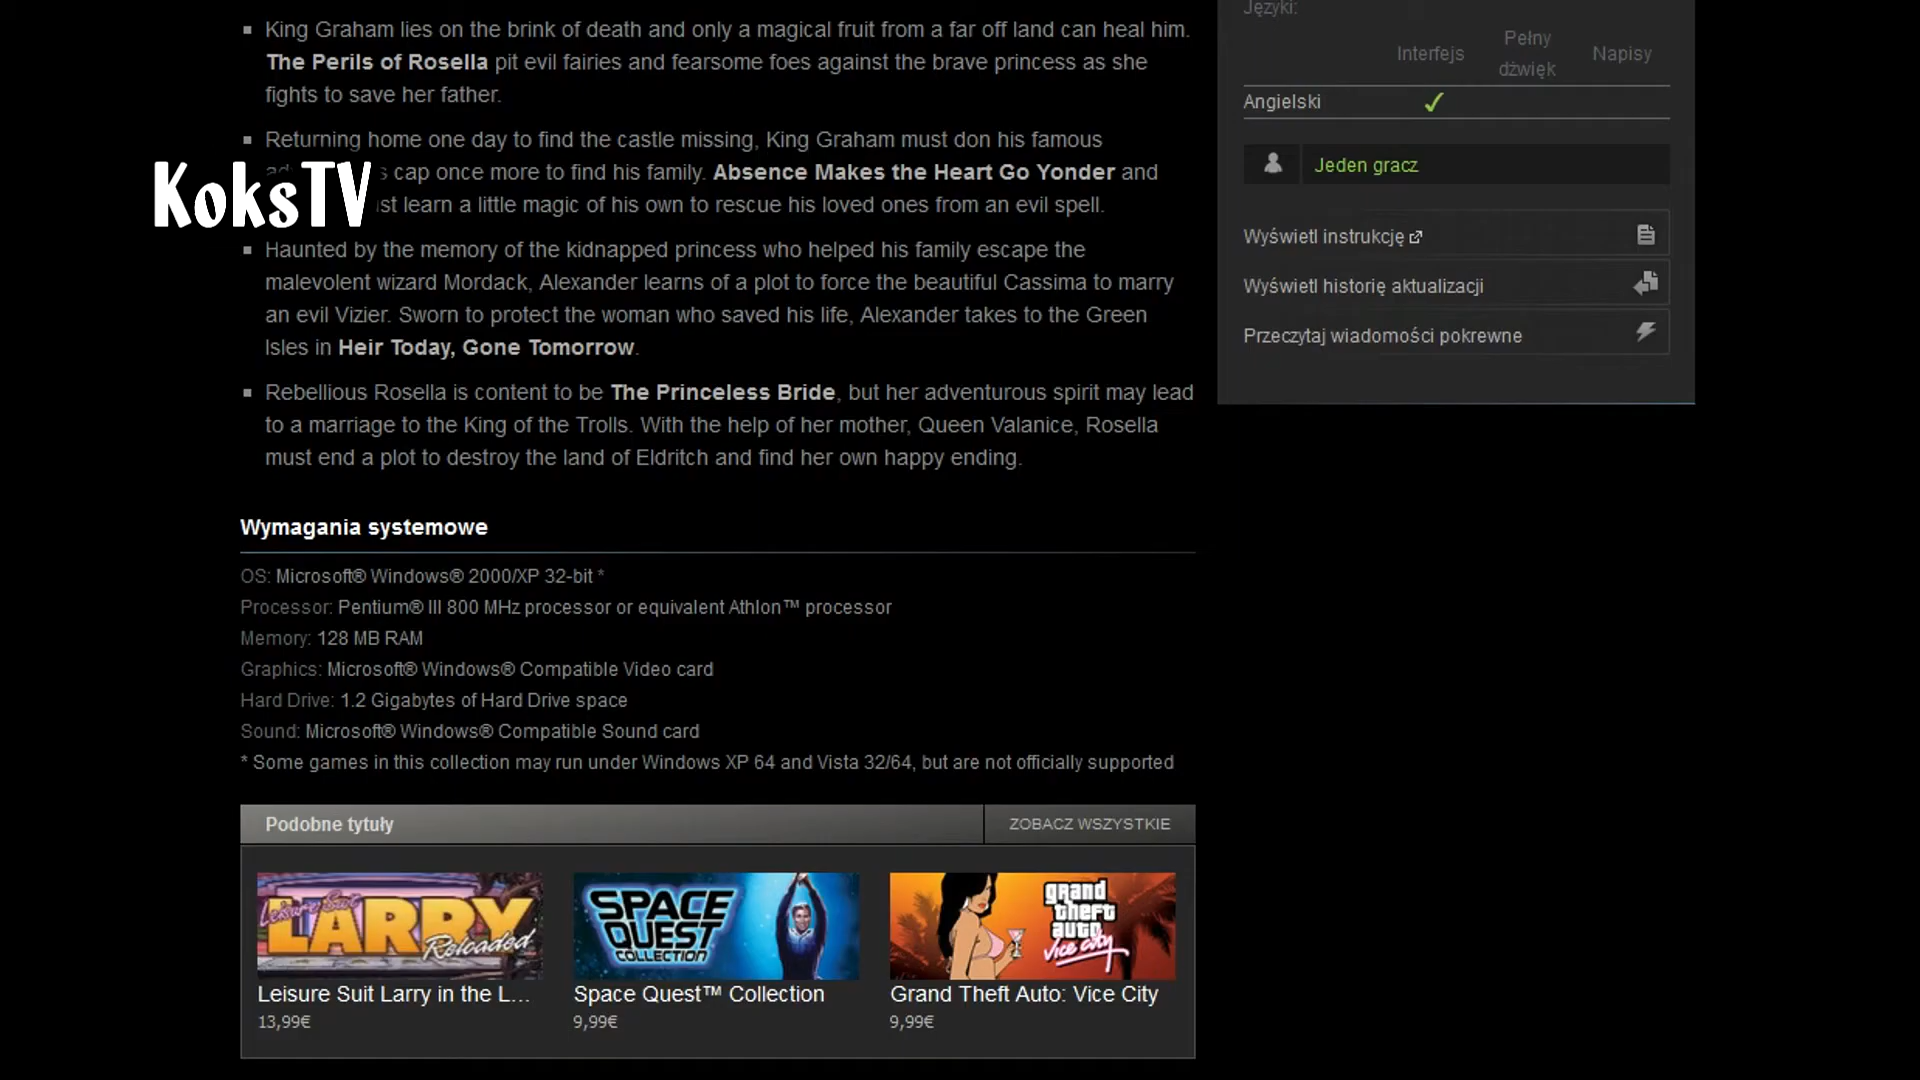 King Graham lies on the brink of death and only a magical fruit from a far off land can heal him.
The Perils of Rosella pit evil fairies and fearsome foes against the brave princess as she
fights to save her father.
Returning home one day to find the castle missing, King Graham must don his famous
cap once more to find his family. Absence Makes the Heart Go Yonder and
learn a little magic of his own to rescue his loved ones from an evil spell.
KoksTV
Haunted by the memory of the kidnapped princess who helped his family escape the
malevolent wizard Mordack, Alexander learns of a plot to force the beautiful Cassima to marry
an evil Vizier. Sworn to protect the woman who saved his life, Alexander takes to the Green
Isles in Heir Today, Gone Tomorrow.
Rebellious Rosella is content to be The Princeless Bride, but her adventurous spirit may lead
to a marriage to the King of the Trolls. With the help of her mother, Queen Valanice, Rosella
must end a plot to destroy the land of Eldritch and find her own happy ending.
Wymagania systemowe
OS: Microsoft® Windows® 2000/XP 32-bit *
Processor: Pentium® III 800 MHz processor or equivalent Athlon™ processor
Memory: 128 MB RAM
Graphics: Microsoft® Windows® Compatible Video card
Hard Drive: 1.2 Gigabytes of Hard Drive space
Sound: Microsoft® Windows® Compatible Sound card
* Some games in this collection may run under Windows XP 64 and Vista 32/64, but are not officially supported
Podobne tytuły
ZOBACZ WSZYSTKIE
Leisure Suit
LARRY
Reloaded
SPACE
QUEST
COLLECTION
grand
theft
auto
vice city
Leisure Suit Larry in the L...
Space Quest™ Collection
Grand Theft Auto: Vice City
13,99€
9,99€
9,99€
Języki:
Interfejs
Pełny
dźwięk
Napisy
Angielski
Jeden gracz
Wyświetl instrukcję
Wyświetl historię aktualizacji
Przeczytaj wiadomości pokrewne